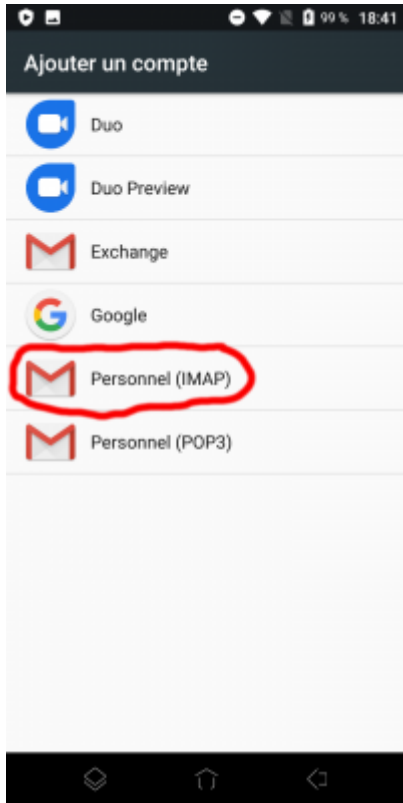 99 % 18:41
Ajouter un compte
Duo
Duo Preview
Exchange
Google
Personnel (IMAP)
Personnel (POP3)